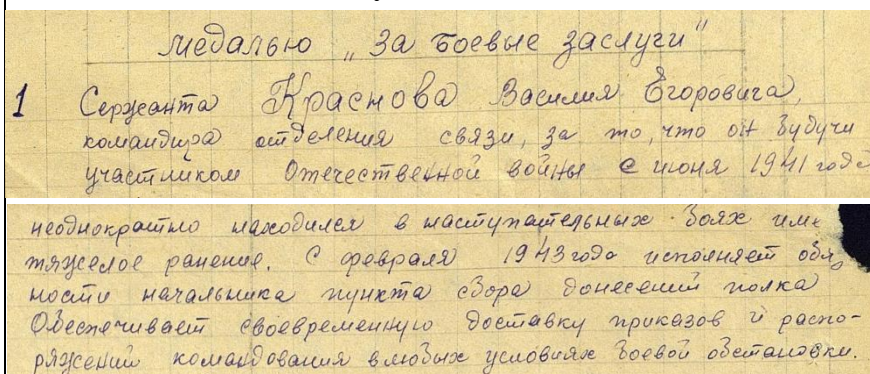 Медалью „За боевые заслуги"
1 Сержанта Краснова Василия Егоровича,
командира отделения связи, за то, что он будучи
участником Отечественной войны с июня 1941 года
неоднократно находился в наступательных боях име
тяжелое ранение. С февраля 1943 года исполняет обя
ности начальника пункта сбора донесений полка
Обеспечивает своевременную доставку приказов и распо-
ряжений командования в любых условиях боевой обстановки.